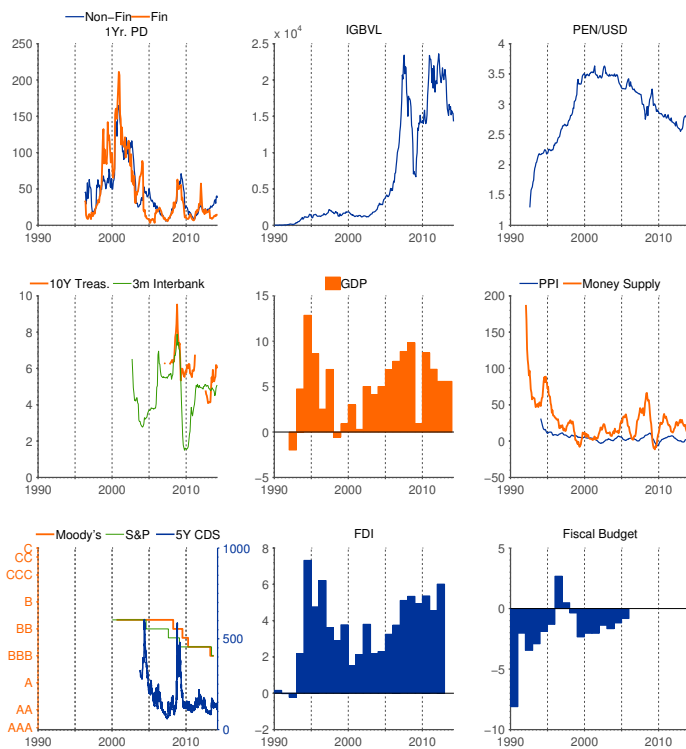 Non-Fin Fin
1Yr. PD
250
200
150
100
50
0
1990 2000 2010
IGBVL
2.5 x 10^4
2
1.5
1
0.5
0
1990 2000 2010
PEN/USD
4
3.5
3
2.5
2
1.5
1
1990 2000 2010
10Y Treas. 3m Interbank
10
8
6
4
2
0
1990 2000 2010
GDP
15
10
5
0
−5
1990 2000 2010
PPI Money Supply
200
150
100
50
0
−50
1990 2000 2010
Moody's S&P 5Y CDS
C
CC
CCC
B
BB
BBB
A
AA
AAA
1000
500
0
1990 2000 2010
FDI
8
6
4
2
0
−2
1990 2000 2010
Fiscal Budget
5
0
−5
−10
1990 2000 2010